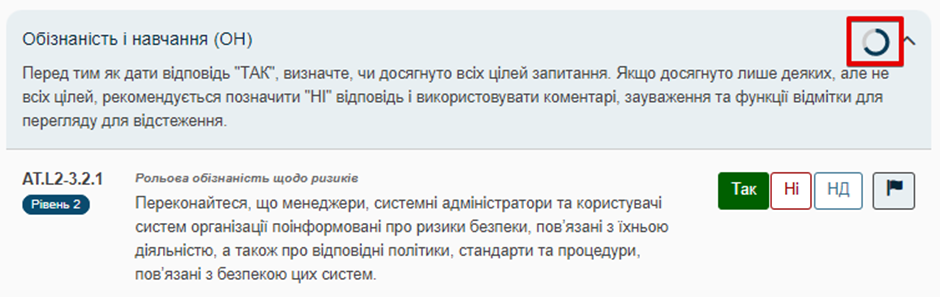 Обізнаність і навчання (ОН)
Перед тим як дати відповідь "ТАК", визначте, чи досягнуто всіх цілей запитання. Якщо досягнуто лише деяких, але не
всіх цілей, рекомендується позначити "НІ" відповідь і використовувати коментарі, зауваження та функції відмітки для
перегляду для відстеження.
AT.L2-3.2.1
Рівень 2
Рольова обізнаність щодо ризиків
Переконайтеся, що менеджери, системні адміністратори та користувачі
систем організації поінформовані про ризики безпеки, пов'язані з їхньою
діяльністю, а також про відповідні політики, стандарти та процедури,
пов'язані з безпекою цих систем.
Так Ні НД